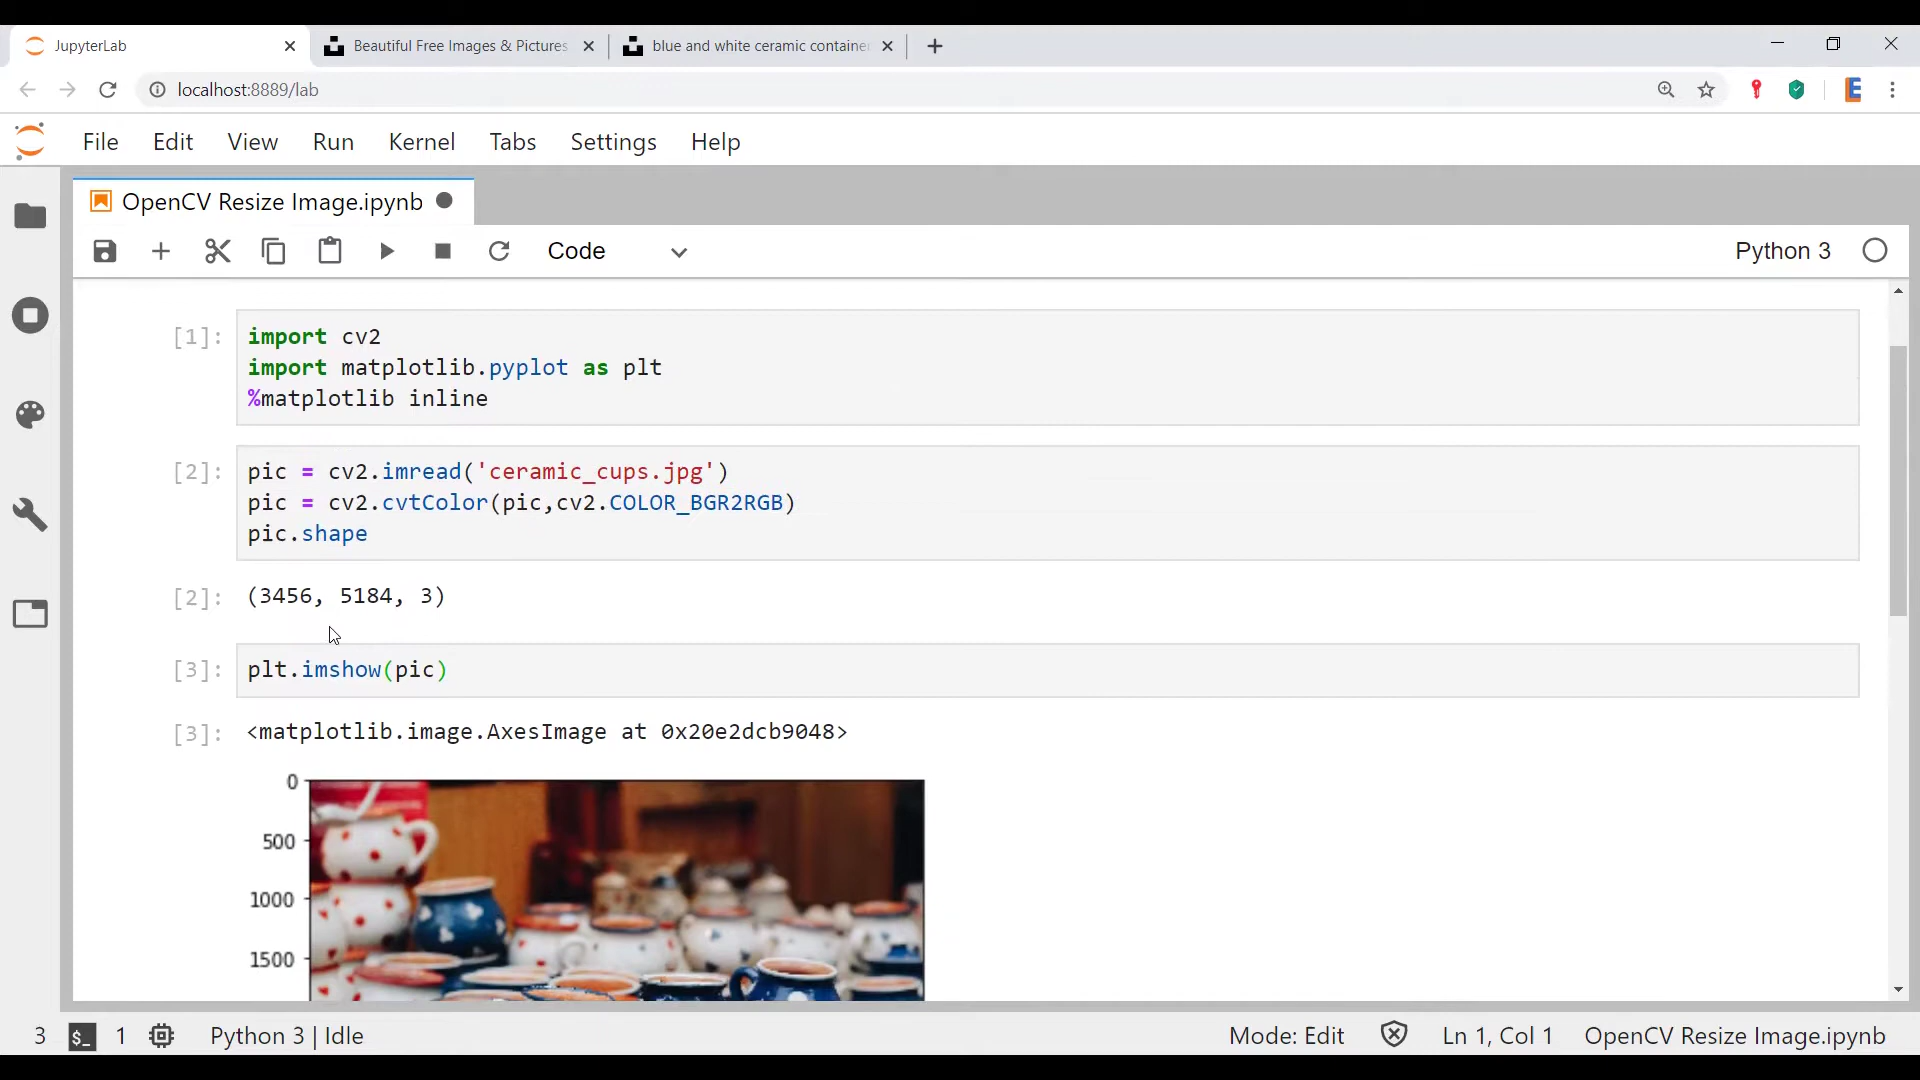 JupyterLab
Beautiful Free Images & Pictures
blue and white ceramic container
localhost:8889/lab
File Edit View Run Kernel Tabs Settings Help
OpenCV Resize Image.ipynb
Code
Python 3
[1]:
import cv2
import matplotlib.pyplot as plt
%matplotlib inline
[2]:
pic = cv2.imread('ceramic_cups.jpg')
pic = cv2.cvtColor(pic,cv2.COLOR_BGR2RGB)
pic.shape
[2]: (3456, 5184, 3)
[3]: plt.imshow(pic)
[3]: <matplotlib.image.AxesImage at 0x20e2dcb9048>
0
500
1000
1500
3 $_ 1 Python 3 | Idle Mode: Edit Ln 1, Col 1 OpenCV Resize Image.ipynb